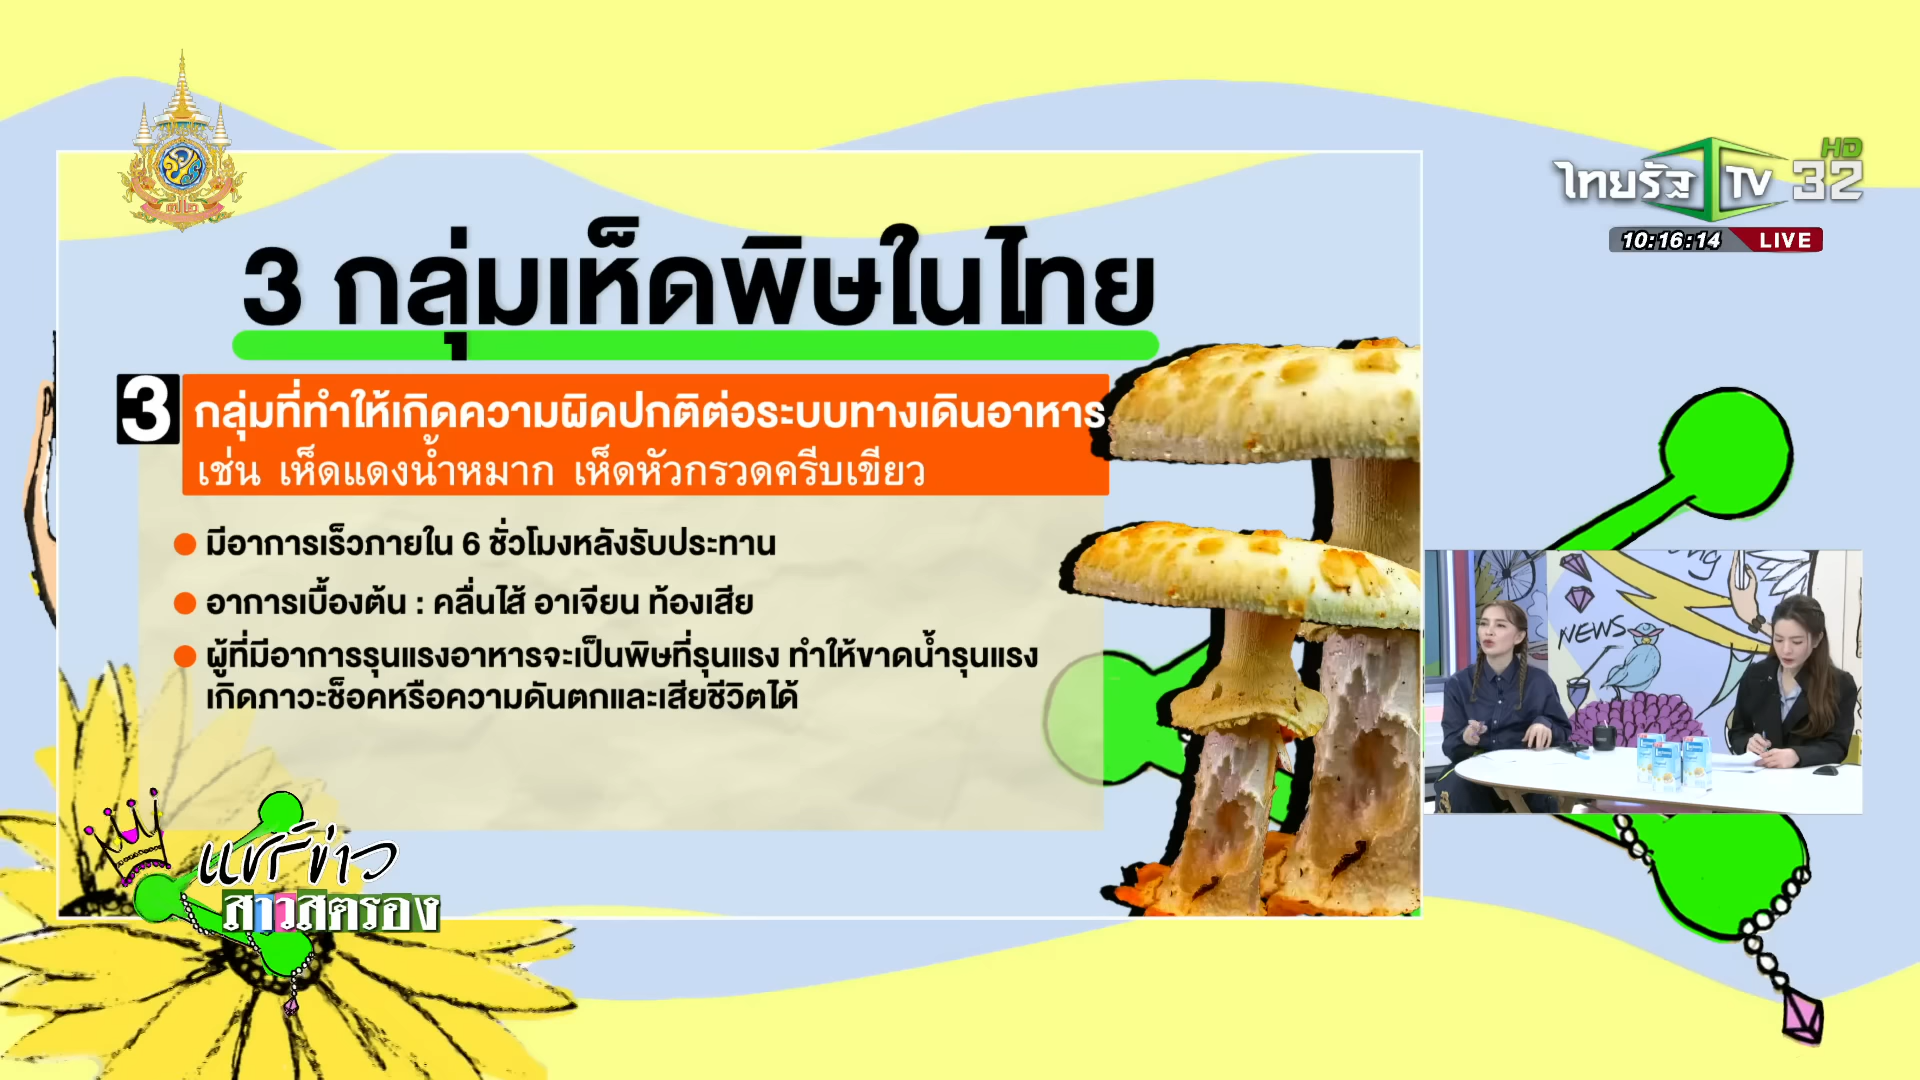 ไทยรัฐ TV HD 32
10:16:14 LIVE
3 กลุ่มเห็ดพิษในไทย
3 กลุ่มที่ทำให้เกิดความผิดปกติต่อระบบทางเดินอาหาร
เช่น เห็ดแดงน้ำหมาก เห็ดหัวกรวดครีบเขียว
มีอาการเร็วภายใน 6 ชั่วโมงหลังรับประทาน
อาการเบื้องต้น : คลื่นไส้ อาเจียน ท้องเสีย
ผู้ที่มีอาการรุนแรงอาหารจะเป็นพิษที่รุนแรง ทำให้ขาดน้ำรุนแรง
เกิดภาวะช็อคหรือความดันตกและเสียชีวิตได้
NEWS
แชร์ข่าว
สาวสตรอง